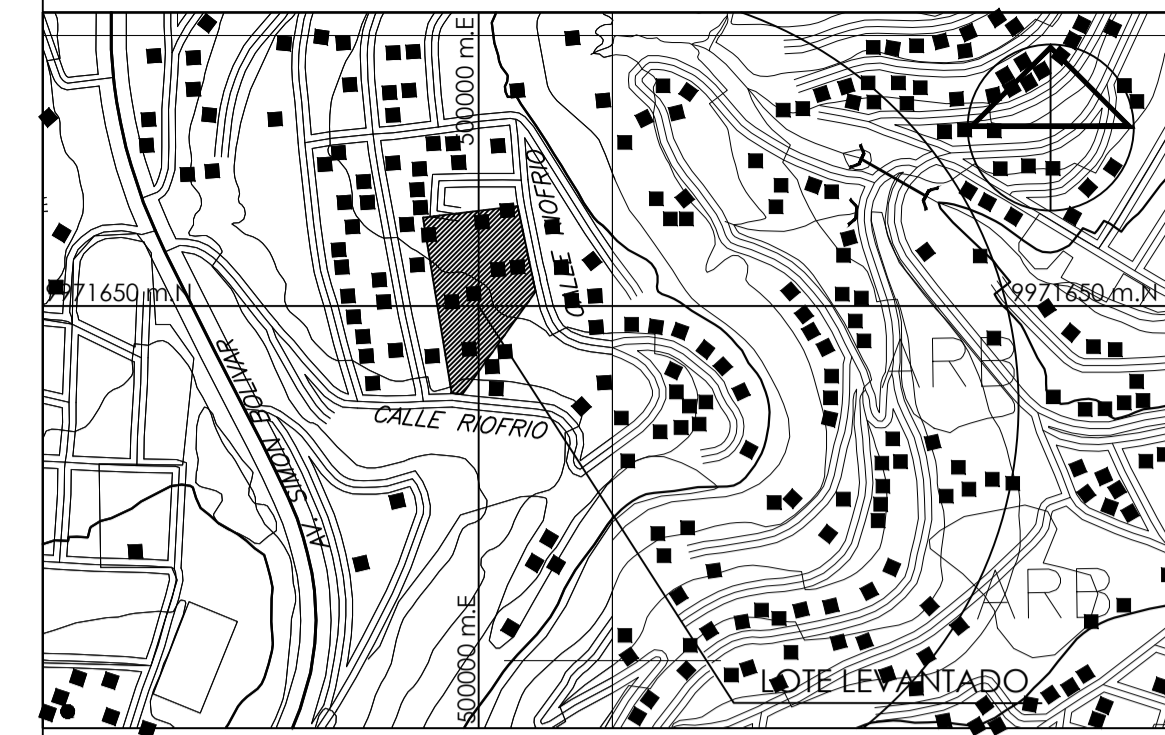 500000 m.E
CALLE RIOFRIO
9971650 m.N
9971650 m.N
AV. SIMON BOLIVAR
ARB
CALLE RIOFRIO
ARB
500000 m.E
LOTE LEVANTADO